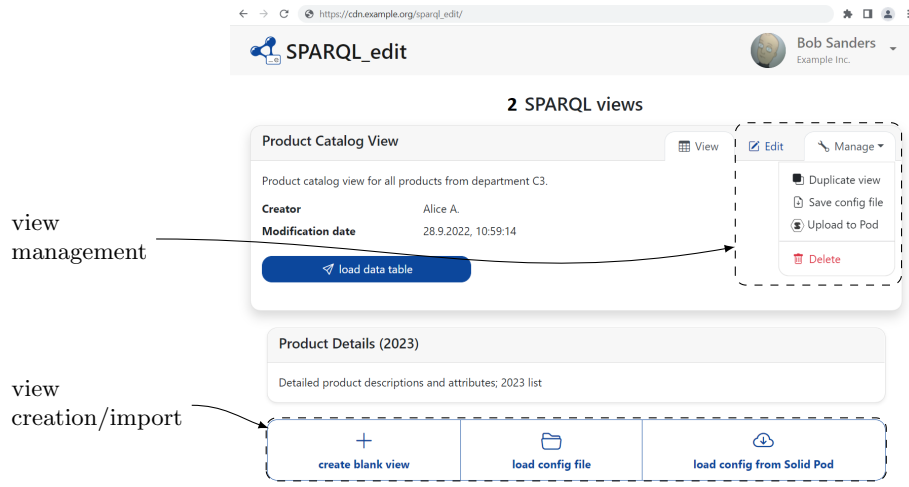 https://cdn.example.org/sparql_edit/
SPARQL_edit
Bob Sanders
Example Inc.
2 SPARQL views
Product Catalog View
View
Edit
Manage
Product catalog view for all products from department C3.
Creator Alice A.
Modification date 28.9.2022, 10:59:14
load data table
Duplicate view
Save config file
Upload to Pod
Delete
view
management
Product Details (2023)
Detailed product descriptions and attributes; 2023 list
view
creation/import
create blank view
load config file
load config from Solid Pod